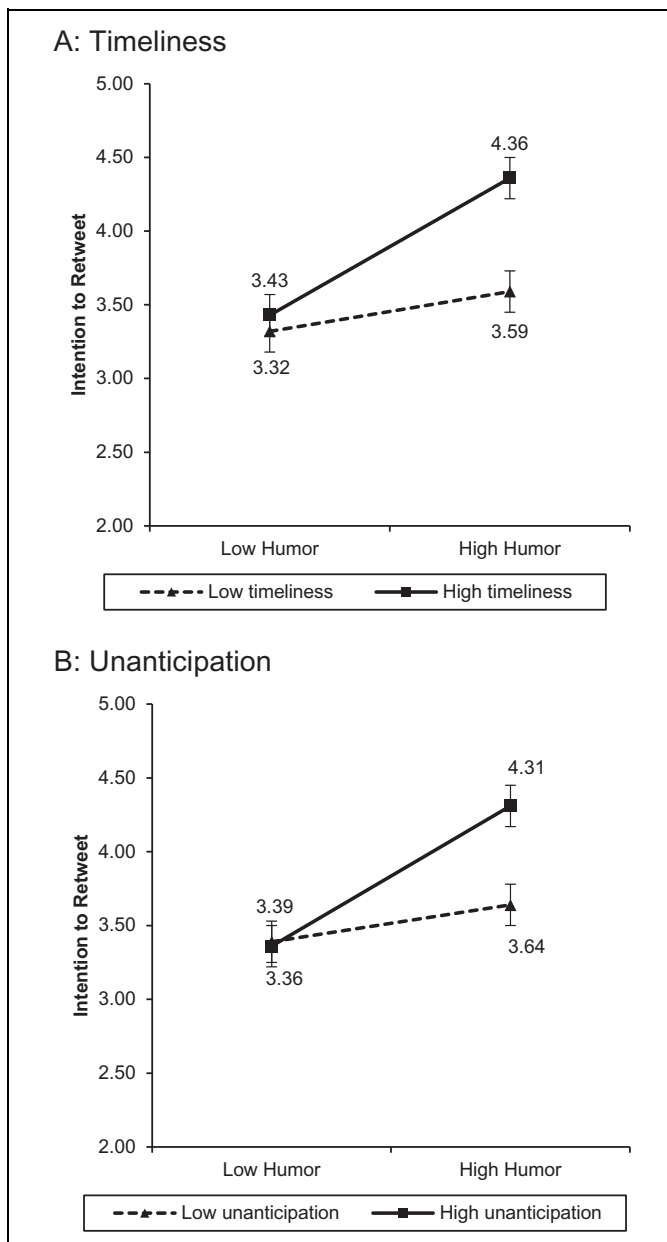 A: Timeliness
5.00
4.50
4.00
3.50
3.00
2.50
2.00
Intention to Retweet
4.36
3.43
3.59
3.32
Low Humor High Humor
Low timeliness High timeliness
B: Unanticipation
5.00
4.50
4.00
3.50
3.00
2.50
2.00
Intention to Retweet
4.31
3.39
3.64
3.36
Low Humor High Humor
Low unanticipation High unanticipation